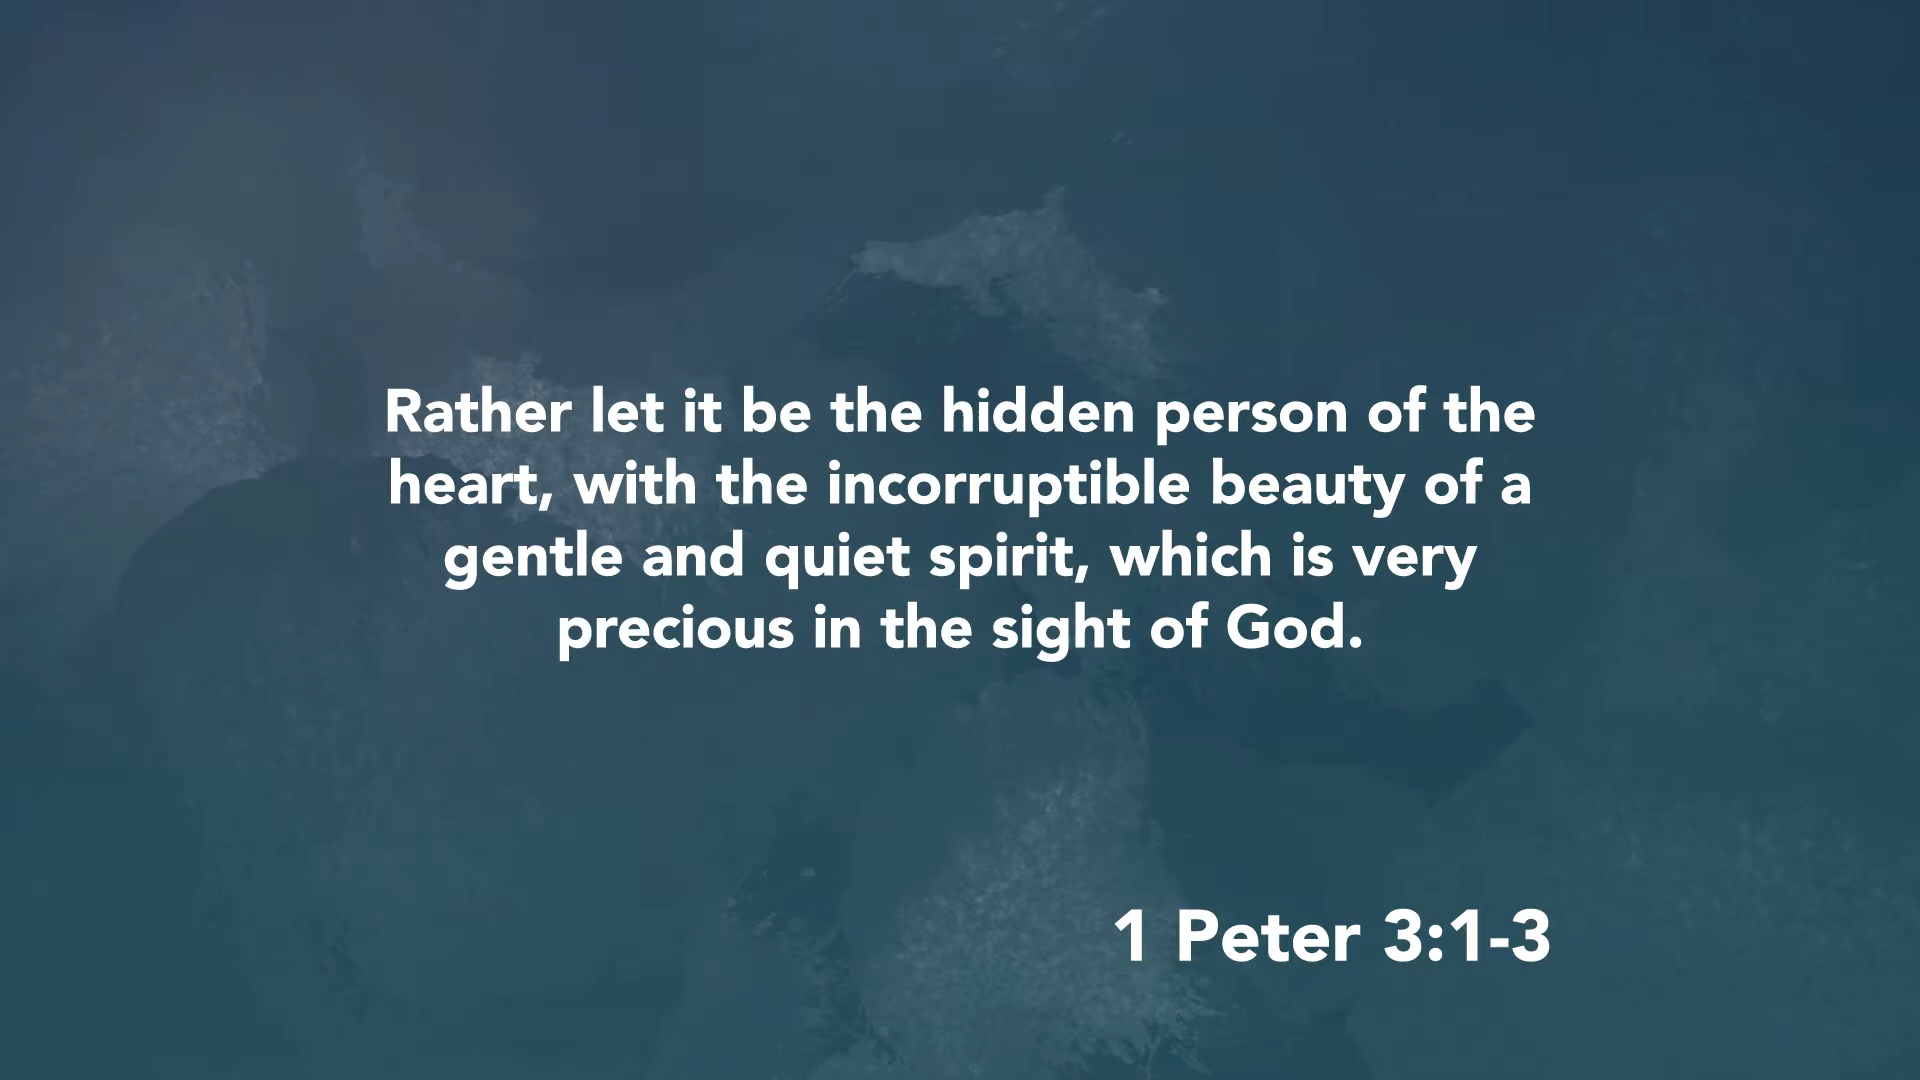 Rather let it be the hidden person of the
heart, with the incorruptible beauty of a
gentle and quiet spirit, which is very
precious in the sight of God.
1 Peter 3:1-3